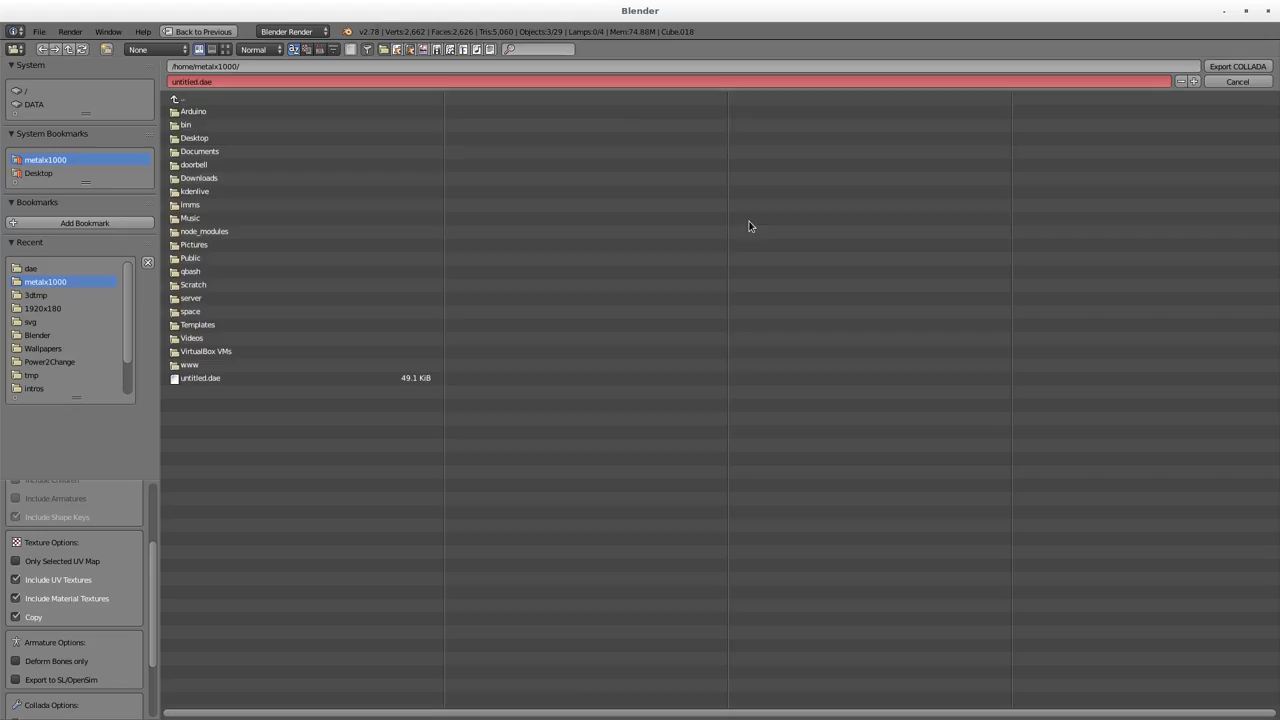 Blender
File Render Window Help Back to Previous Blender Render v2.78 | Verts:2,662 | Faces:2,626 | Tris:5,060 | Objects:3/29 | Lamps:0/4 | Mem:74.88M | Cube.018
None Normal
System
/
DATA
System Bookmarks
metalx1000
Desktop
Bookmarks
Add Bookmark
Recent
dae
metalx1000
3dtmp
1920x180
svg
Blender
Wallpapers
Power2Change
tmp
intros
Include Children
Include Armatures
Include Shape Keys
Texture Options:
Only Selected UV Map
Include UV Textures
Include Material Textures
Copy
Armature Options:
Deform Bones only
Export to SL/OpenSim
Collada Options:
/home/metalx1000/ Export COLLADA
untitled.dae Cancel
..
Arduino
bin
Desktop
Documents
doorbell
Downloads
kdenlive
lmms
Music
node_modules
Pictures
Public
qbash
Scratch
server
space
Templates
Videos
VirtualBox VMs
www
untitled.dae 49.1 KiB